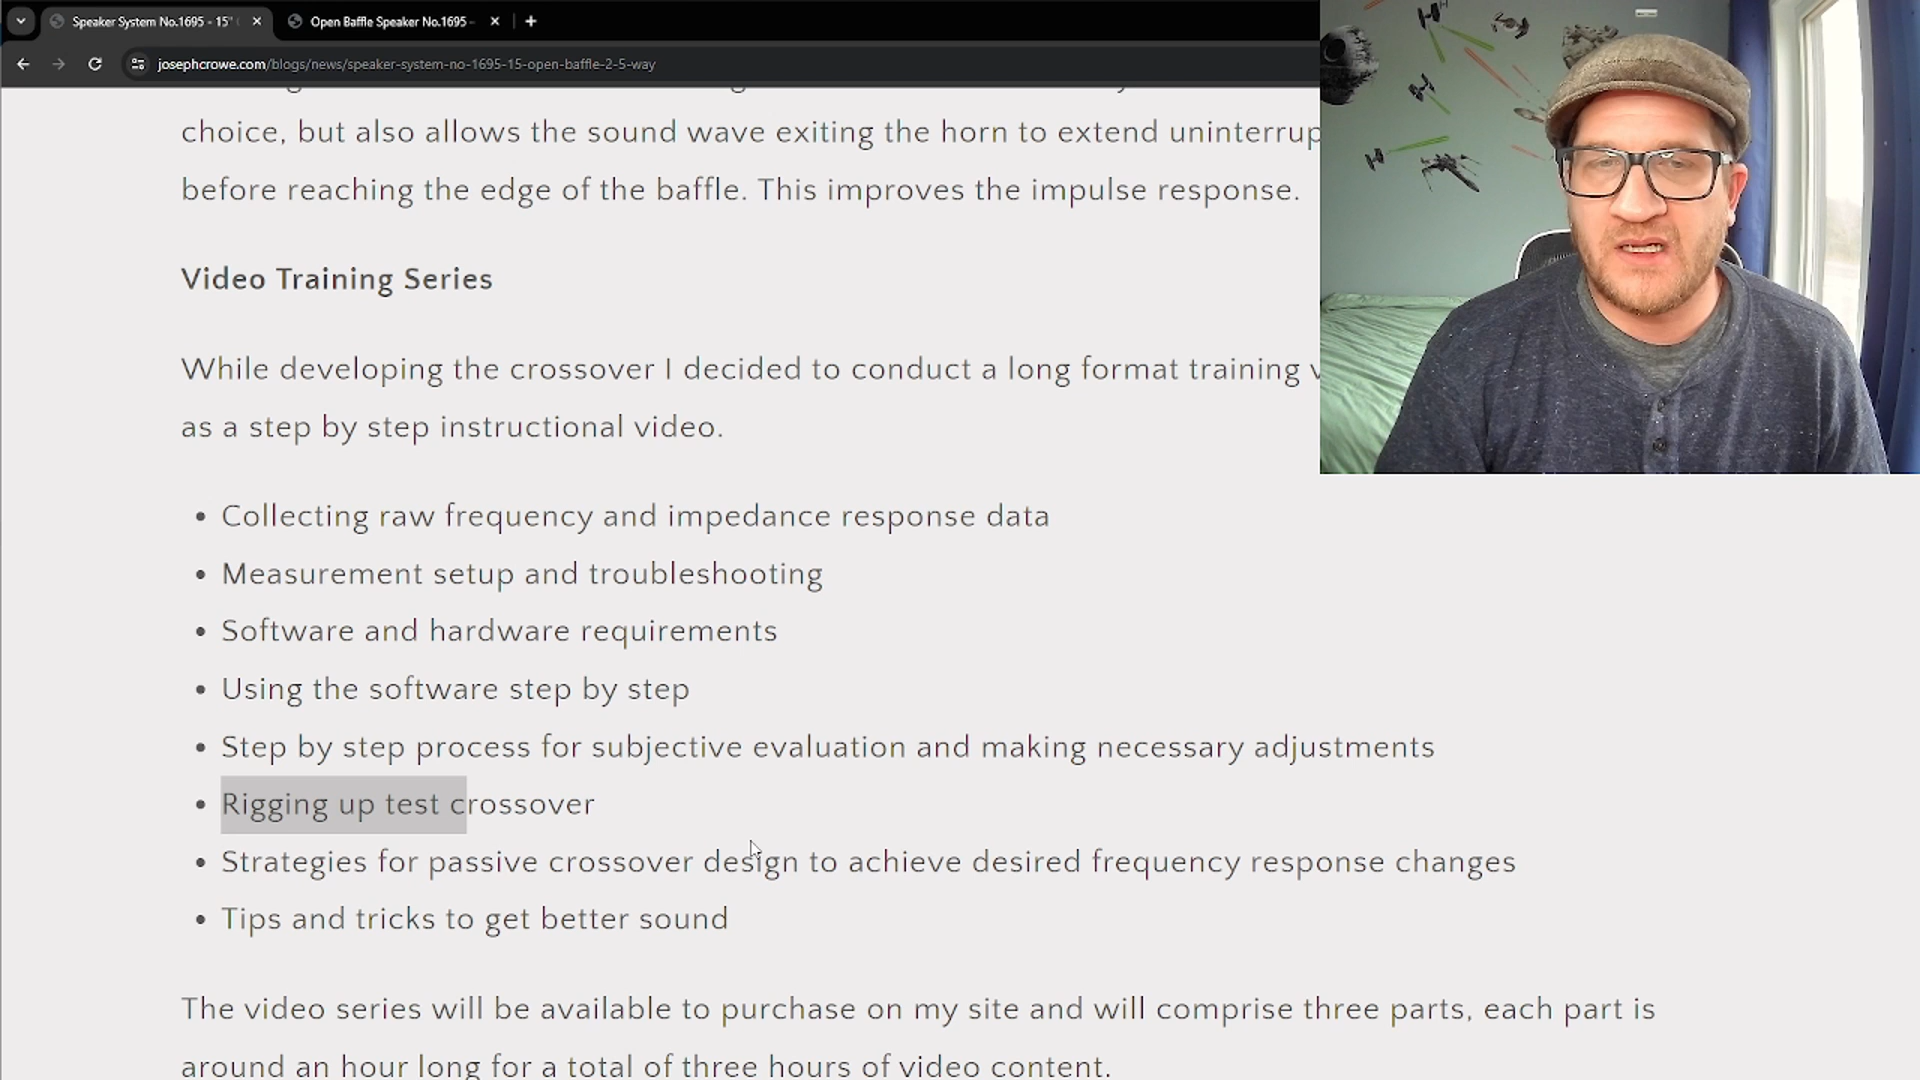 Speaker System No.1695 - 15"
Open Baffle Speaker No.1695 -
josephcrowe.com/blogs/news/speaker-system-no-1695-15-open-baffle-2-5-way
choice, but also allows the sound wave exiting the horn to extend uninterrup
before reaching the edge of the baffle. This improves the impulse response.
Video Training Series
While developing the crossover I decided to conduct a long format training v
as a step by step instructional video.
• Collecting raw frequency and impedance response data
• Measurement setup and troubleshooting
• Software and hardware requirements
• Using the software step by step
• Step by step process for subjective evaluation and making necessary adjustments
• Rigging up test crossover
• Strategies for passive crossover design to achieve desired frequency response changes
• Tips and tricks to get better sound
The video series will be available to purchase on my site and will comprise three parts, each part is
around an hour long for a total of three hours of video content.